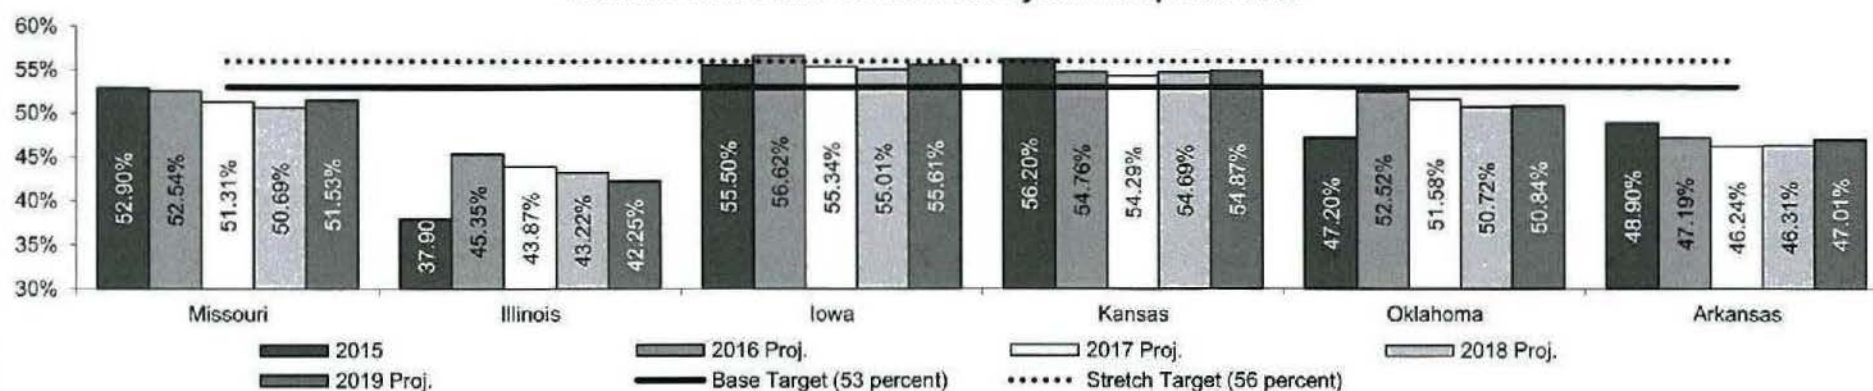 60%
55%
50%
45%
40%
35%
30%
52.90% 52.54% 51.31% 50.69% 51.53%
37.90 45.35% 43.87% 43.22% 42.25%
55.50% 56.62% 55.34% 55.01% 55.61%
56.20% 54.76% 54.29% 54.69% 54.87%
47.20% 52.52% 51.58% 50.72% 50.84%
48.90% 47.19% 46.24% 46.31% 47.01%
Missouri Illinois Iowa Kansas Oklahoma Arkansas
2015 2016 Proj. 2017 Proj. 2018 Proj.
2019 Proj. Base Target (53 percent) Stretch Target (56 percent)